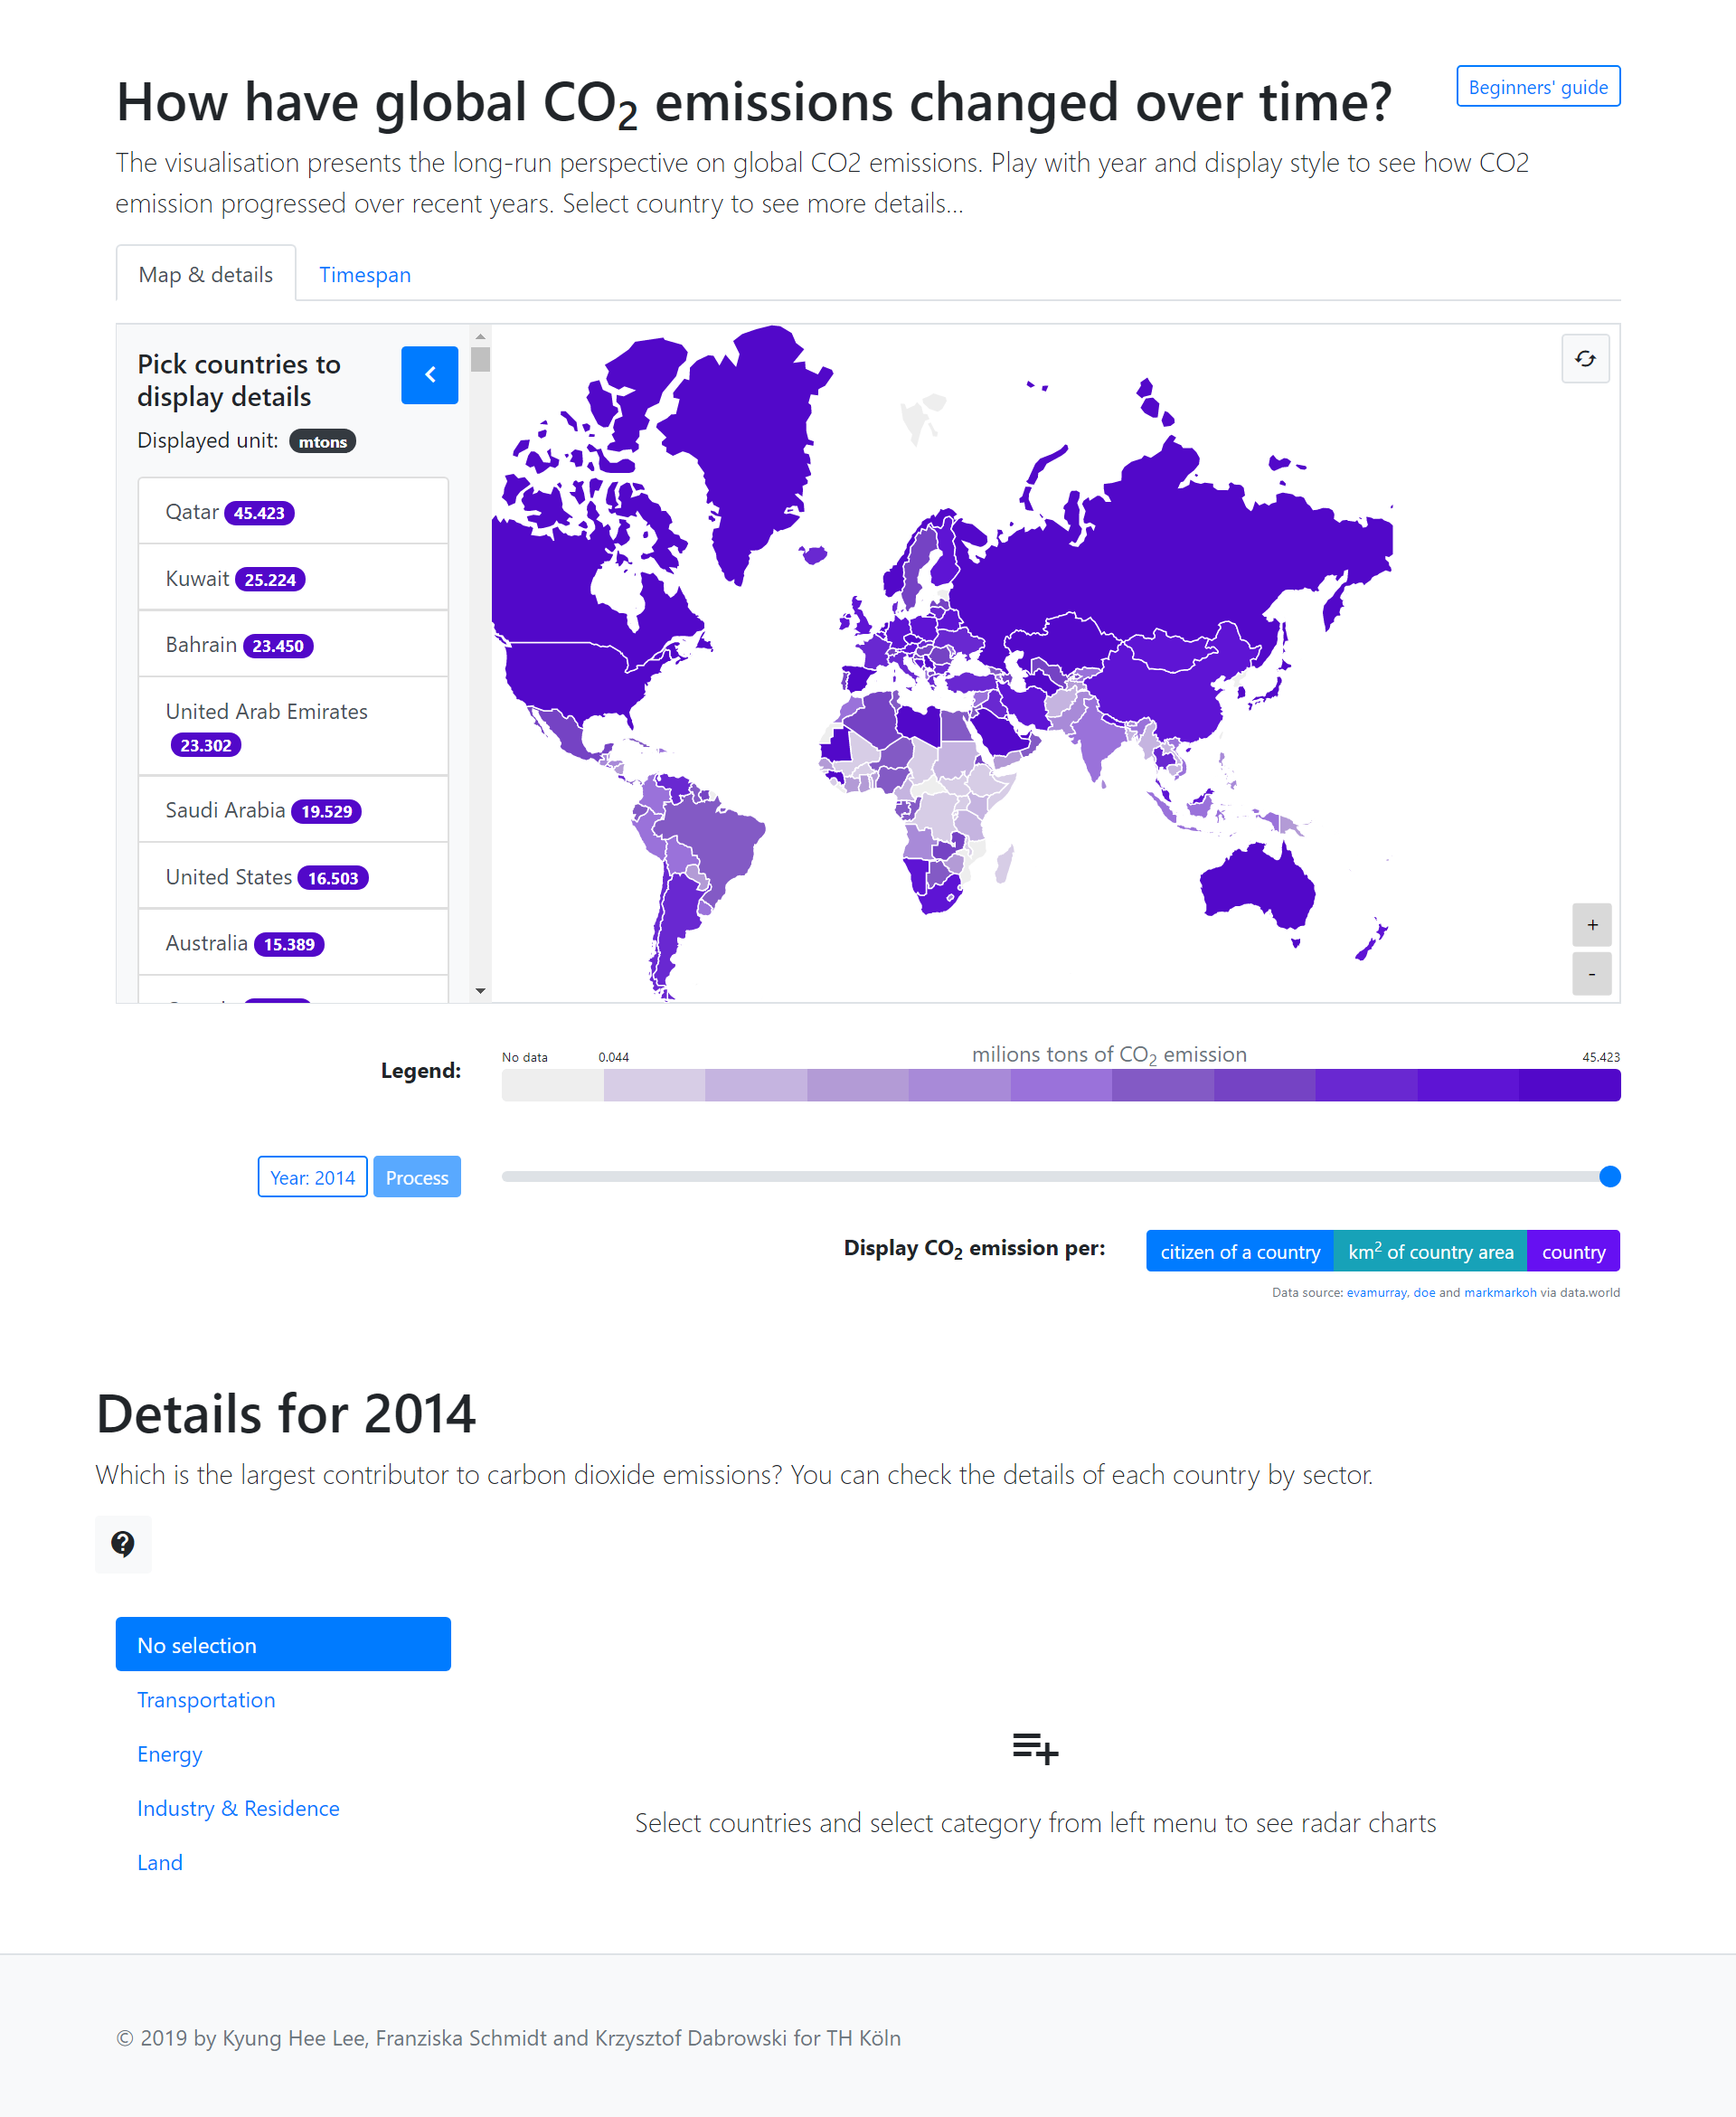 How have global CO2 emissions changed over time?
Beginners' guide
The visualisation presents the long-run perspective on global CO2 emissions. Play with year and display style to see how CO2
emission progressed over recent years. Select country to see more details...
Map & details
Timespan
Pick countries to
display details
Displayed unit: mtons
Qatar 45.423
Kuwait 25.224
Bahrain 23.450
United Arab Emirates
23.302
Saudi Arabia 19.529
United States 16.503
Australia 15.389
+
-
Legend:
No data
0.044
milions tons of CO2 emission
45.423
Year: 2014
Process
Display CO2 emission per:
citizen of a country
km2 of country area
country
Data source: evamurray, doe and markmarkoh via data.world
Details for 2014
Which is the largest contributor to carbon dioxide emissions? You can check the details of each country by sector.
No selection
Transportation
Energy
Industry & Residence
Land
Select countries and select category from left menu to see radar charts
© 2019 by Kyung Hee Lee, Franziska Schmidt and Krzysztof Dabrowski for TH Köln